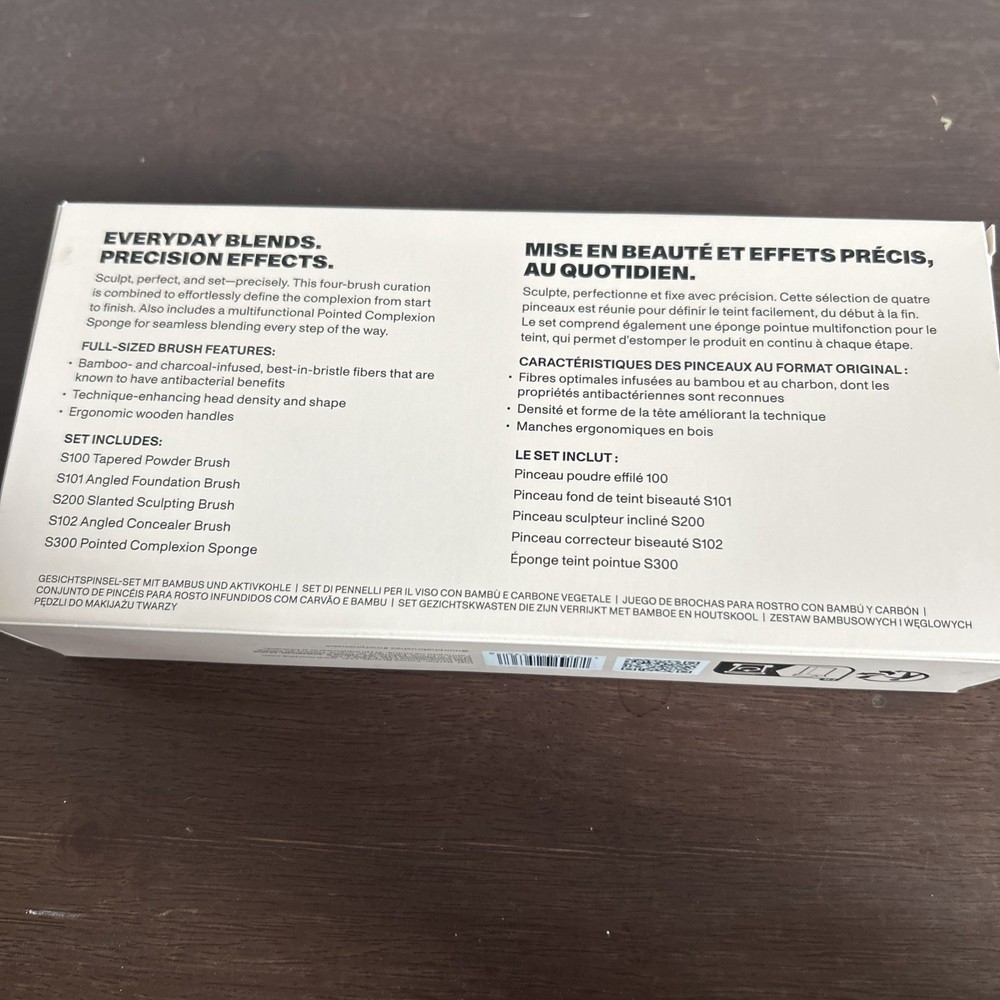 EVERYDAY BLENDS.
PRECISION EFFECTS.
Sculpt, perfect, and set—precisely. This four-brush curation
is combined to effortlessly define the complexion from start
to finish. Also includes a multifunctional Pointed Complexion
Sponge for seamless blending every step of the way.
FULL-SIZED BRUSH FEATURES:
• Bamboo- and charcoal-infused, best-in-bristle fibers that are
known to have antibacterial benefits
• Technique-enhancing head density and shape
• Ergonomic wooden handles
SET INCLUDES:
S100 Tapered Powder Brush
S101 Angled Foundation Brush
S200 Slanted Sculpting Brush
S102 Angled Concealer Brush
S300 Pointed Complexion Sponge
MISE EN BEAUTÉ ET EFFETS PRÉCIS,
AU QUOTIDIEN.
Sculpte, perfectionne et fixe avec précision. Cette sélection de quatre
pinceaux est réunie pour définir le teint facilement, du début à la fin.
Le set comprend également une éponge pointue multifonction pour le
teint, qui permet d'estomper le produit en continu à chaque étape.
CARACTÉRISTIQUES DES PINCEAUX AU FORMAT ORIGINAL :
• Fibres optimales infusées au bambou et au charbon, dont les
propriétés antibactériennes sont reconnues
• Densité et forme de la tête améliorant la technique
• Manches ergonomiques en bois
LE SET INCLUT :
Pinceau poudre effilé 100
Pinceau fond de teint biseauté S101
Pinceau sculpteur incliné S200
Pinceau correcteur biseauté S102
Éponge teint pointue S300
GESICHTSPINSEL-SET MIT BAMBUS UND AKTIVKOHLE | SET DI PENNELLI PER IL VISO CON BAMBÙ E CARBONE VEGETALE | JUEGO DE BROCHAS PARA ROSTRO CON BAMBÚ Y CARBÓN |
CONJUNTO DE PINCÉIS PARA ROSTO INFUNDIDOS COM CARVÃO E BAMBU | SET GEZICHTSKWASTEN DIE ZIJN VERRIJKT MET BAMBOE EN HOUTSKOOL | ZESTAW BAMBUSOWYCH I WĘGLOWYCH
PĘDZLI DO MAKIJAŻU TWARZY